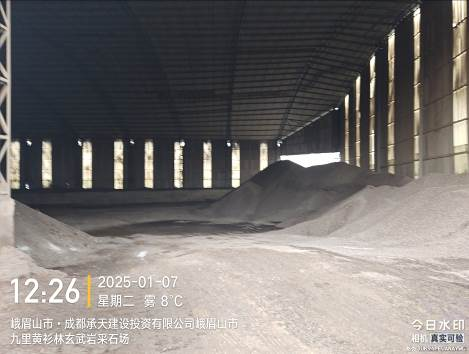 12:26
2025-01-07
星期二 雾 8℃
峨眉山市·成都承天建设投资有限公司峨眉山市
九里黄衫林玄武岩采石场
今日水印
相机 真实可验